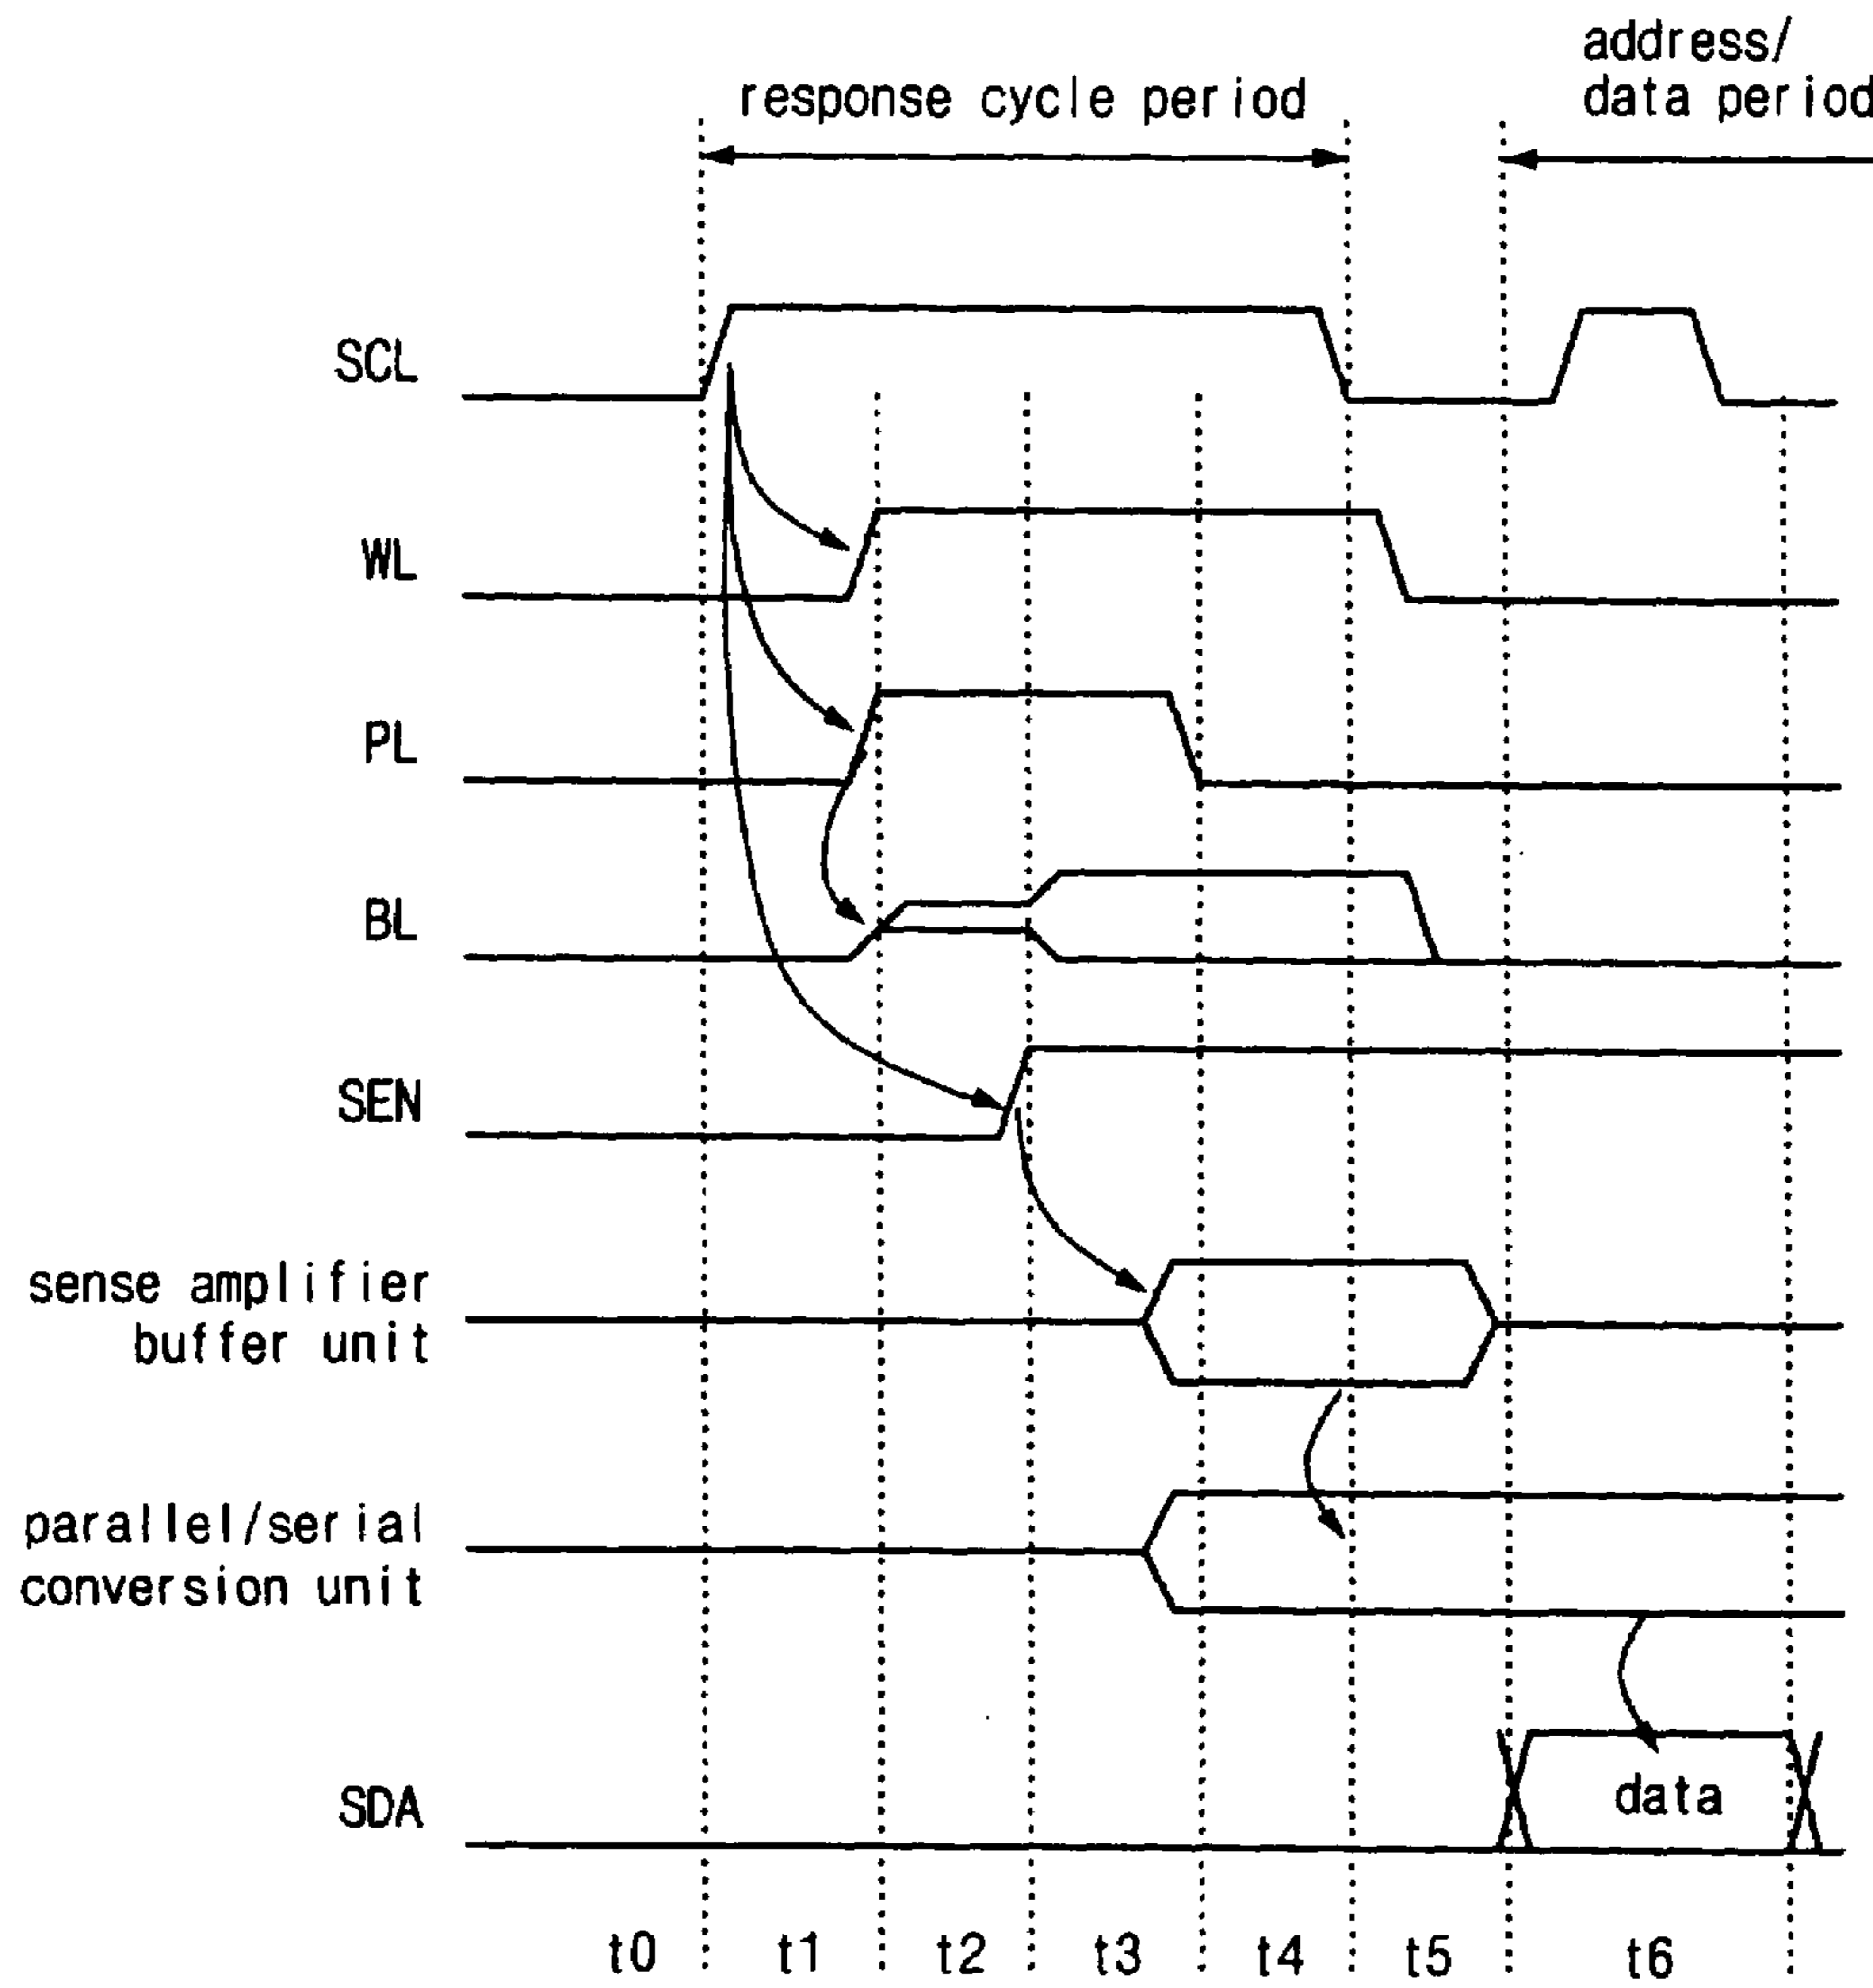 address/
response cycle period
data period
SCL
WL
PL
BL
SEN
sense amplifier
buffer unit
parallel/serial
conversion unit
SDA
data
t0 t1 t2 t3 t4 t5 t6